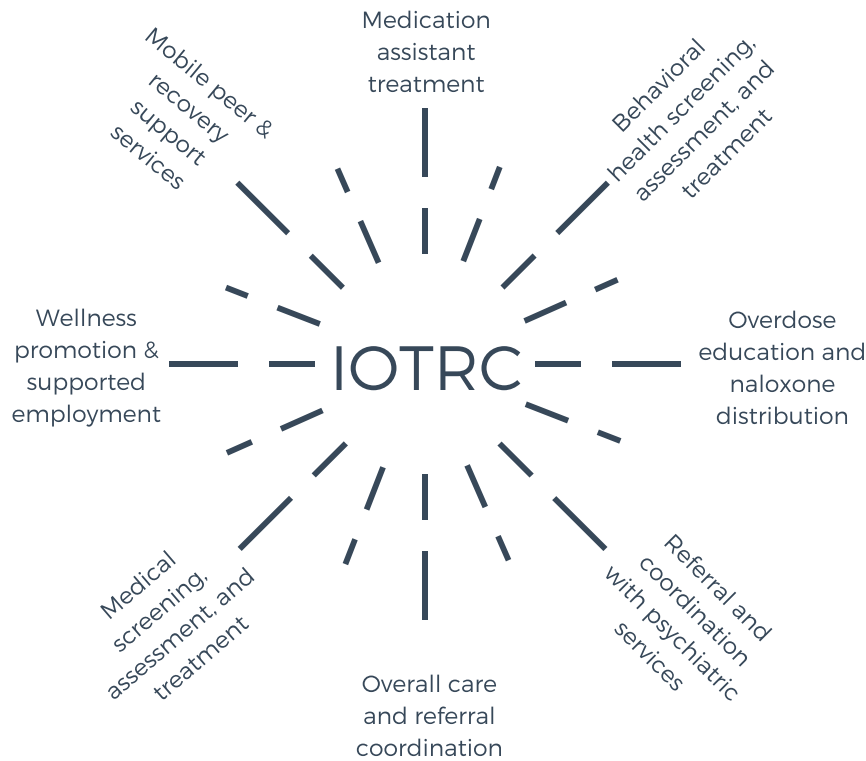 Medication
assistant
treatment
Behavioral
health screening,
assessment, and
treatment
Overdose
education and
naloxone
distribution
Referral and
coordination
with psychiatric
services
Overall care
and referral
coordination
Medical
screening,
assessment, and
treatment
Wellness
promotion &
supported
employment
Mobile peer &
recovery
support
services
IOTRC